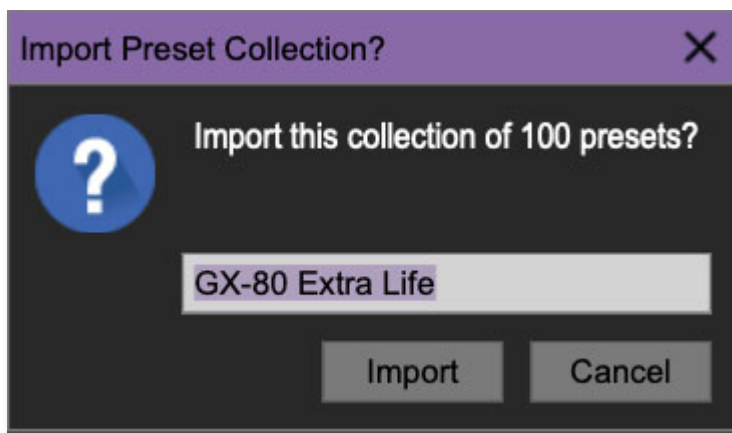 Import Preset Collection?
Import this collection of 100 presets?
GX-80 Extra Life
Import
Cancel